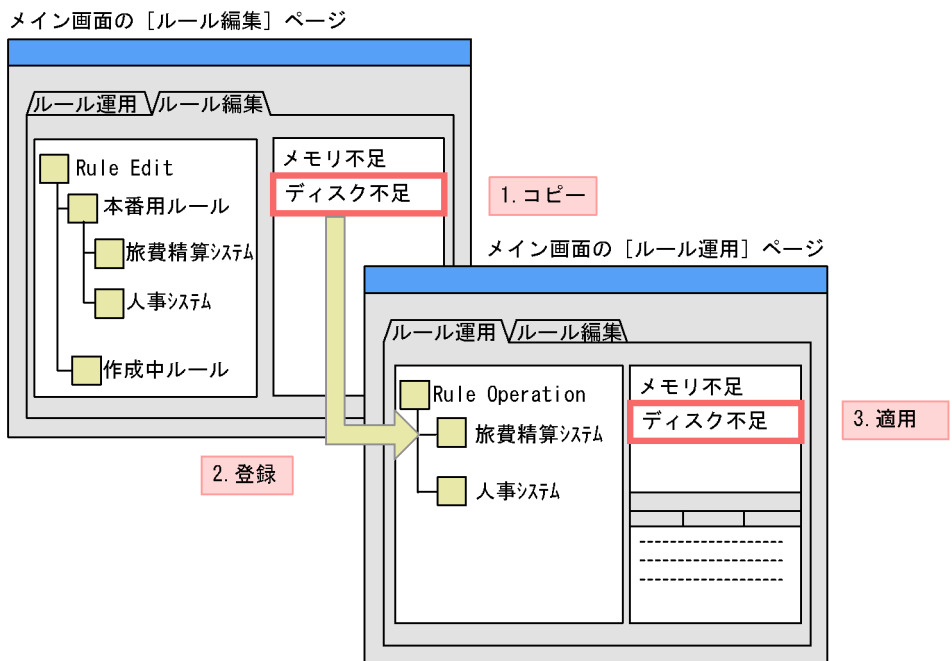 メイン画面の［ルール編集］ページ
ルール運用 ルール編集
Rule Edit
本番用ルール
旅費精算ｼｽﾃﾑ
人事ｼｽﾃﾑ
作成中ルール
メモリ不足
ディスク不足
1.コピー
2.登録
メイン画面の［ルール運用］ページ
ルール運用 ルール編集
Rule Operation
旅費精算ｼｽﾃﾑ
人事ｼｽﾃﾑ
メモリ不足
ディスク不足
3.適用